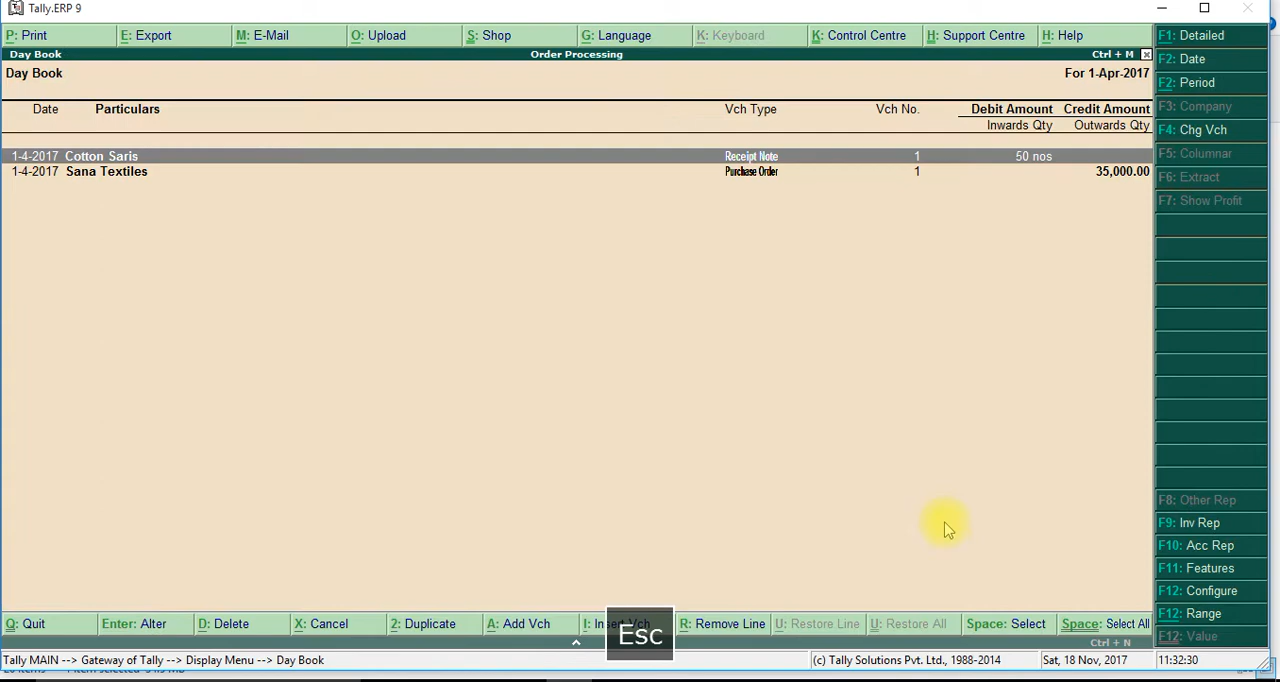 Tally.ERP 9
P: Print E: Export M: E-Mail O: Upload S: Shop G: Language K: Keyboard K: Control Centre H: Support Centre H: Help
Day Book Order Processing Ctrl + M
Day Book For 1-Apr-2017
Date Particulars Vch Type Vch No. Debit Amount Credit Amount
Inwards Qty Outwards Qty
1-4-2017 Cotton Saris Receipt Note 1 50 nos
1-4-2017 Sana Textiles Purchase Order 1 35,000.00
F1: Detailed
F2: Date
F2: Period
F3: Company
F4: Chg Vch
F5: Columnar
F6: Extract
F7: Show Profit
F8: Other Rep
F9: Inv Rep
F10: Acc Rep
F11: Features
F12: Configure
F12: Range
F12: Value
Q: Quit Enter: Alter D: Delete X: Cancel 2: Duplicate A: Add Vch I: Vch R: Remove Line U: Restore Line U: Restore All Space: Select Space: Select All
Esc
Ctrl + N
Tally MAIN --> Gateway of Tally --> Display Menu --> Day Book (c) Tally Solutions Pvt. Ltd., 1988-2014 Sat, 18 Nov, 2017 11:32:30